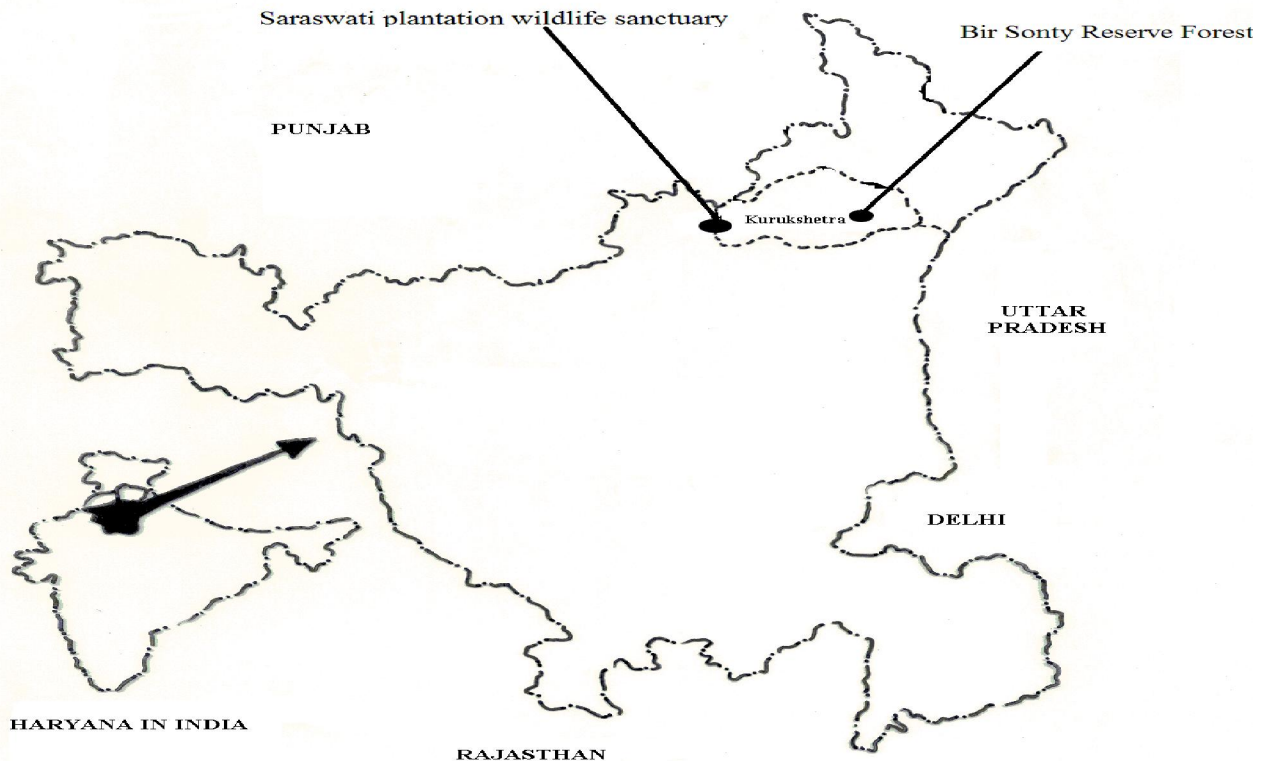 Saraswati plantation wildlife sanctuary
Bir Sonty Reserve Forest
PUNJAB
Kurukshetra
UTTAR
PRADESH
DELHI
HARYANA IN INDIA
RAJASTHAN